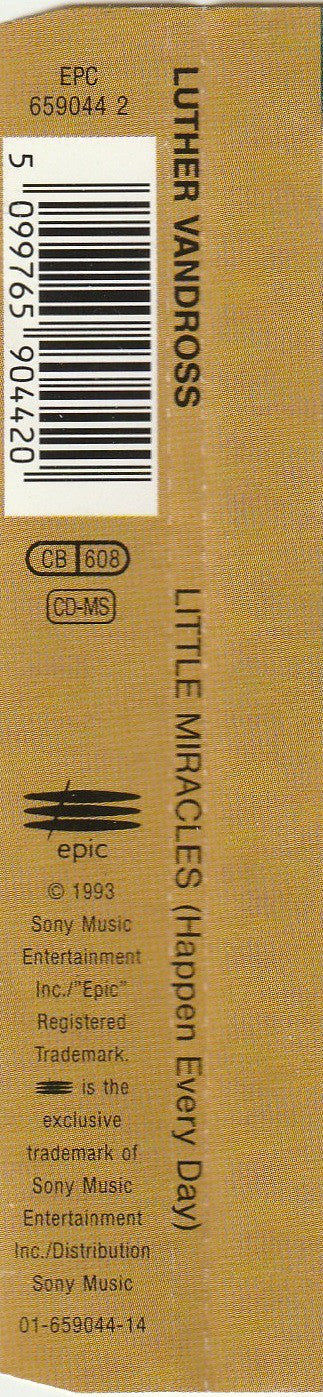 EPC
659044 2
5 099765 904420
CB 608
CD-MS
epic
© 1993
Sony Music
Entertainment
Inc./"Epic"
Registered
Trademark.
is the
exclusive
trademark of
Sony Music
Entertainment
Inc./Distribution
Sony Music
01-659044-14
LUTHER VANDROSS LITTLE MIRACLES (Happen Every Day)